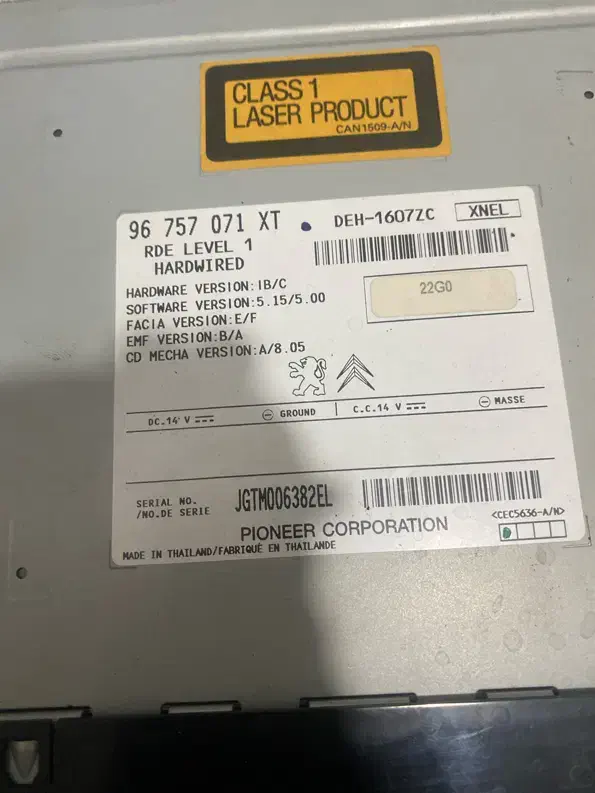 CLASS 1
LASER PRODUCT
CAN1509-A/N
96 757 071 XT
DEH-1607ZC
XNEL
RDE LEVEL 1
HARDWIRED
HARDWARE VERSION:IB/C
SOFTWARE VERSION:5.15/5.00
FACIA VERSION:E/F
EMF VERSION:B/A
CD MECHA VERSION:A/8.05
22G0
DC.14 V
GROUND
C.C.14 V
MASSE
SERIAL NO.
/NO.DE SERIE
JGTM006382EL
<CEC5636-A/N>
PIONEER CORPORATION
MADE IN THAILAND/FABRIQUÉ EN THAILANDE